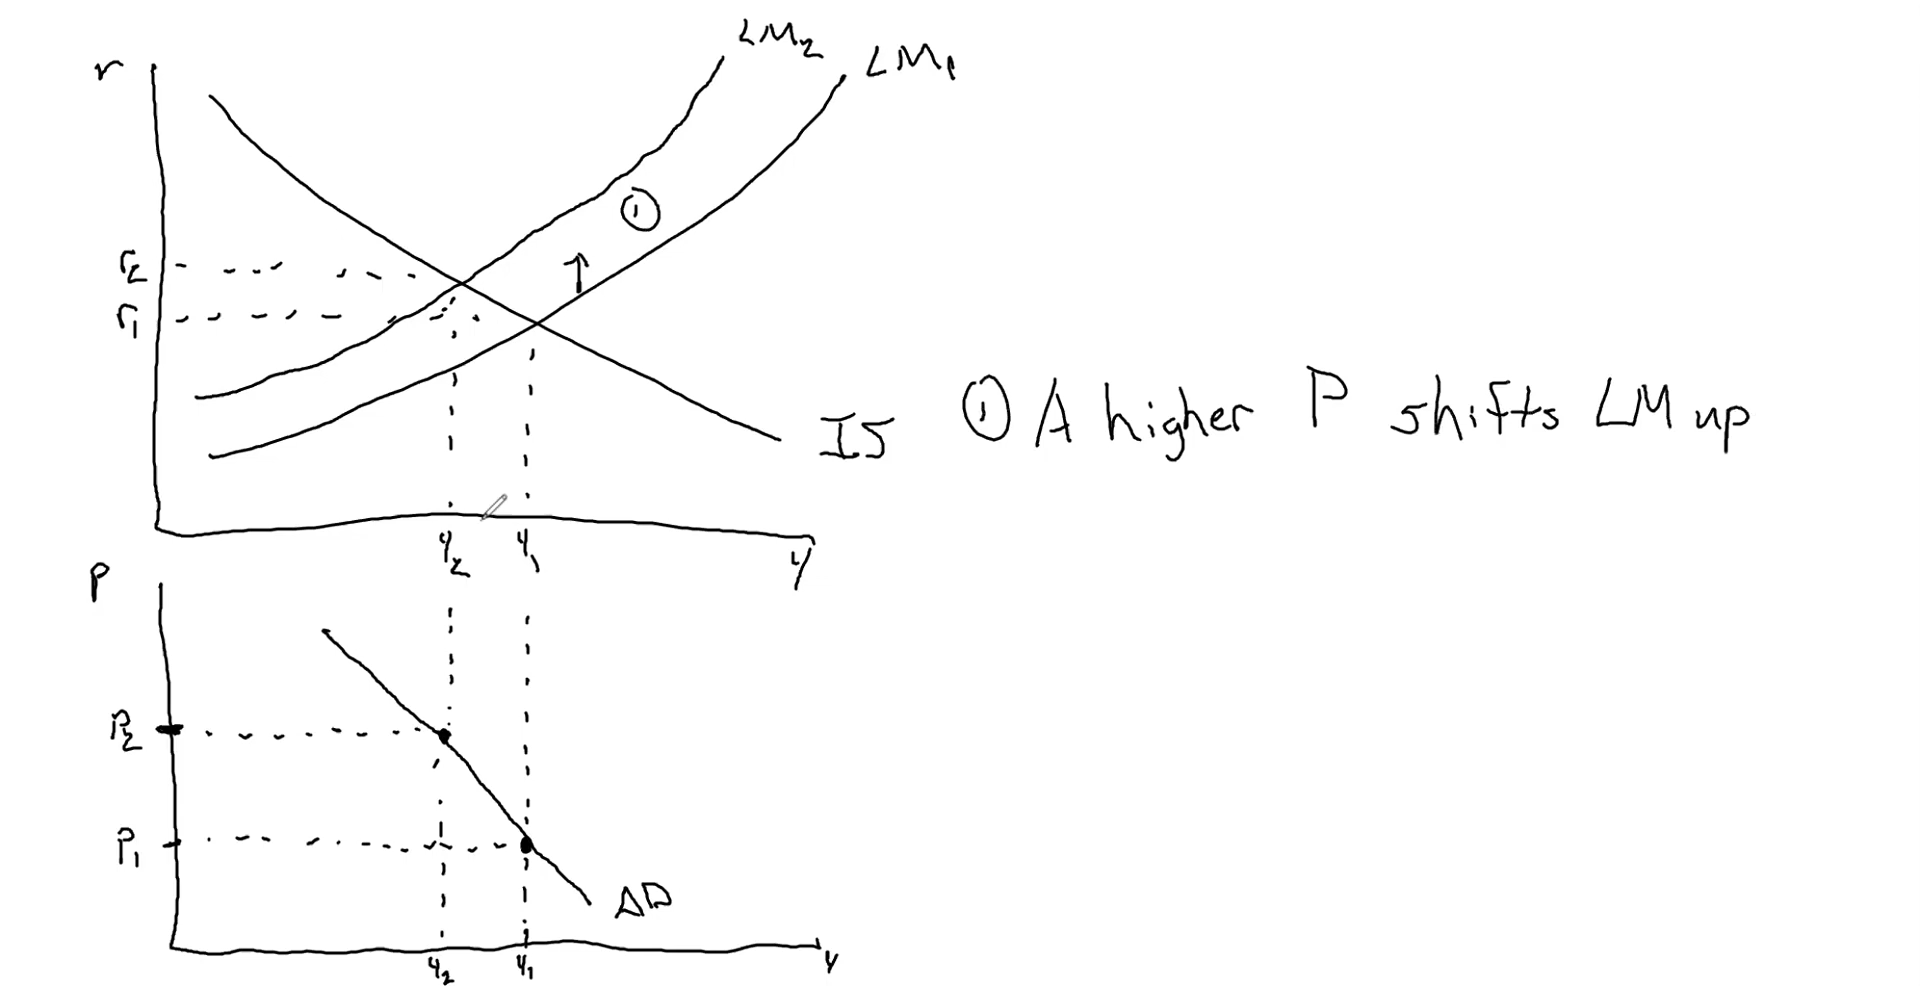 LM₂
LM₁
r
①
r₂
r₁
IS
① A higher P shifts LM up
y₂
y₁
y
P
P₂
P₁
AD
y₂
y₁
y